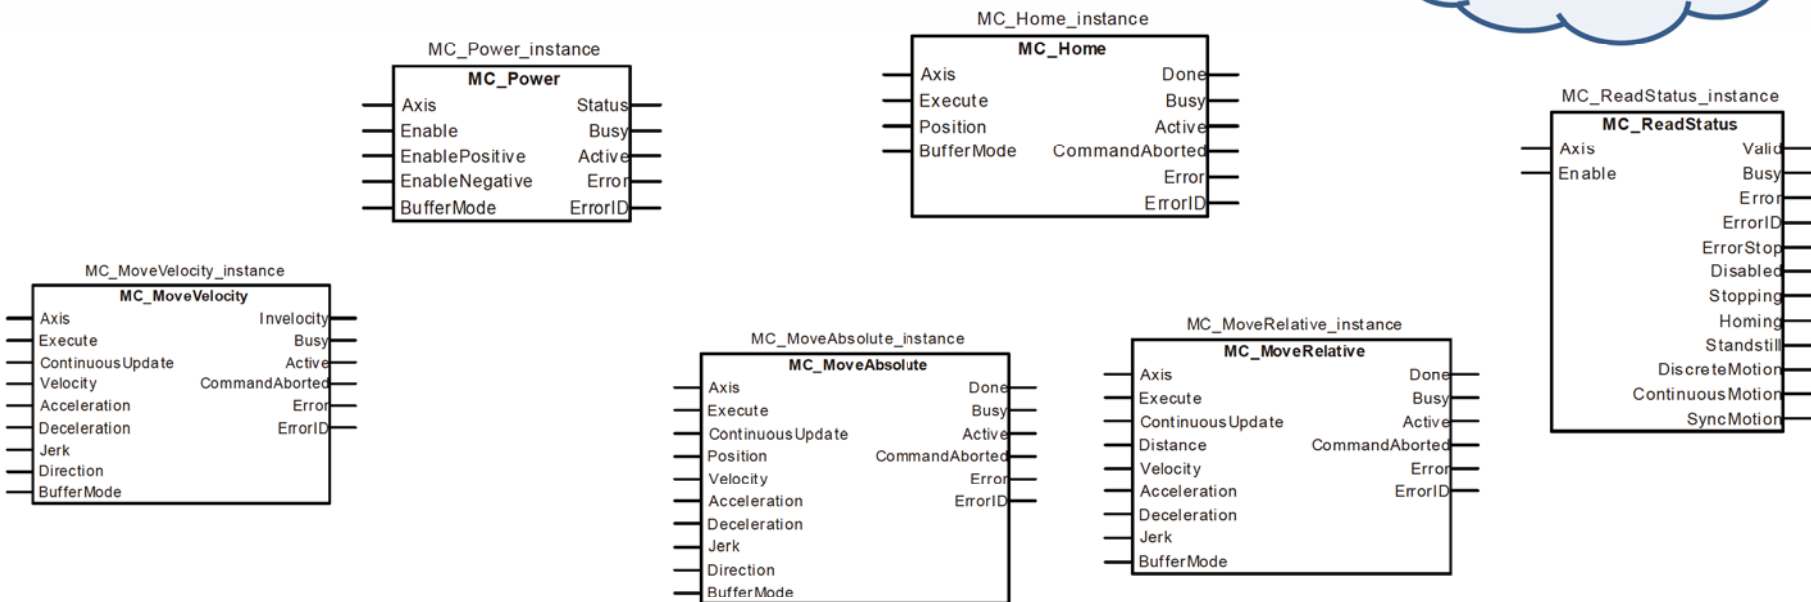 MC_Power_instance
MC_Power
Axis Status
Enable Busy
EnablePositive Active
EnableNegative Error
BufferMode ErrorID
MC_Home_instance
MC_Home
Axis Done
Execute Busy
Position Active
BufferMode CommandAborted
Error
ErrorID
MC_ReadStatus_instance
MC_ReadStatus
Axis Valid
Enable Busy
Error
ErrorID
ErrorStop
Disabled
Stopping
Homing
Standstill
DiscreteMotion
ContinuousMotion
SyncMotion
MC_MoveVelocity_instance
MC_MoveVelocity
Axis Invelocity
Execute Busy
ContinuousUpdate Active
Velocity CommandAborted
Acceleration Error
Deceleration ErrorID
Jerk
Direction
BufferMode
MC_MoveAbsolute_instance
MC_MoveAbsolute
Axis Done
Execute Busy
ContinuousUpdate Active
Position CommandAborted
Velocity Error
Acceleration ErrorID
Deceleration
Jerk
Direction
BufferMode
MC_MoveRelative_instance
MC_MoveRelative
Axis Done
Execute Busy
ContinuousUpdate Active
Distance CommandAborted
Velocity Error
Acceleration ErrorID
Deceleration
Jerk
BufferMode